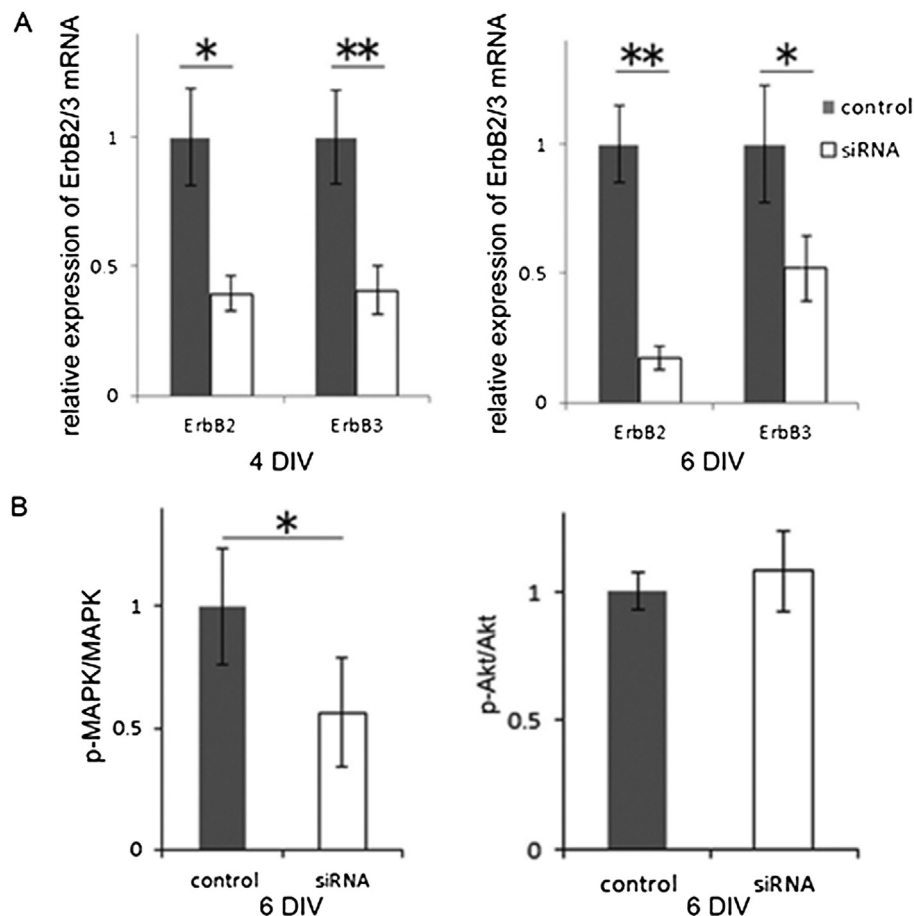 A
relative expression of ErbB2/3 mRNA
* **
1
0.5
0
ErbB2 ErbB3
4 DIV
relative expression of ErbB2/3 mRNA
** *
1
0.5
0
ErbB2 ErbB3
6 DIV
control
siRNA
B
p-MAPK/MAPK
*
1
0.5
0
control siRNA
6 DIV
p-Akt/Akt
1
0.5
0
control siRNA
6 DIV